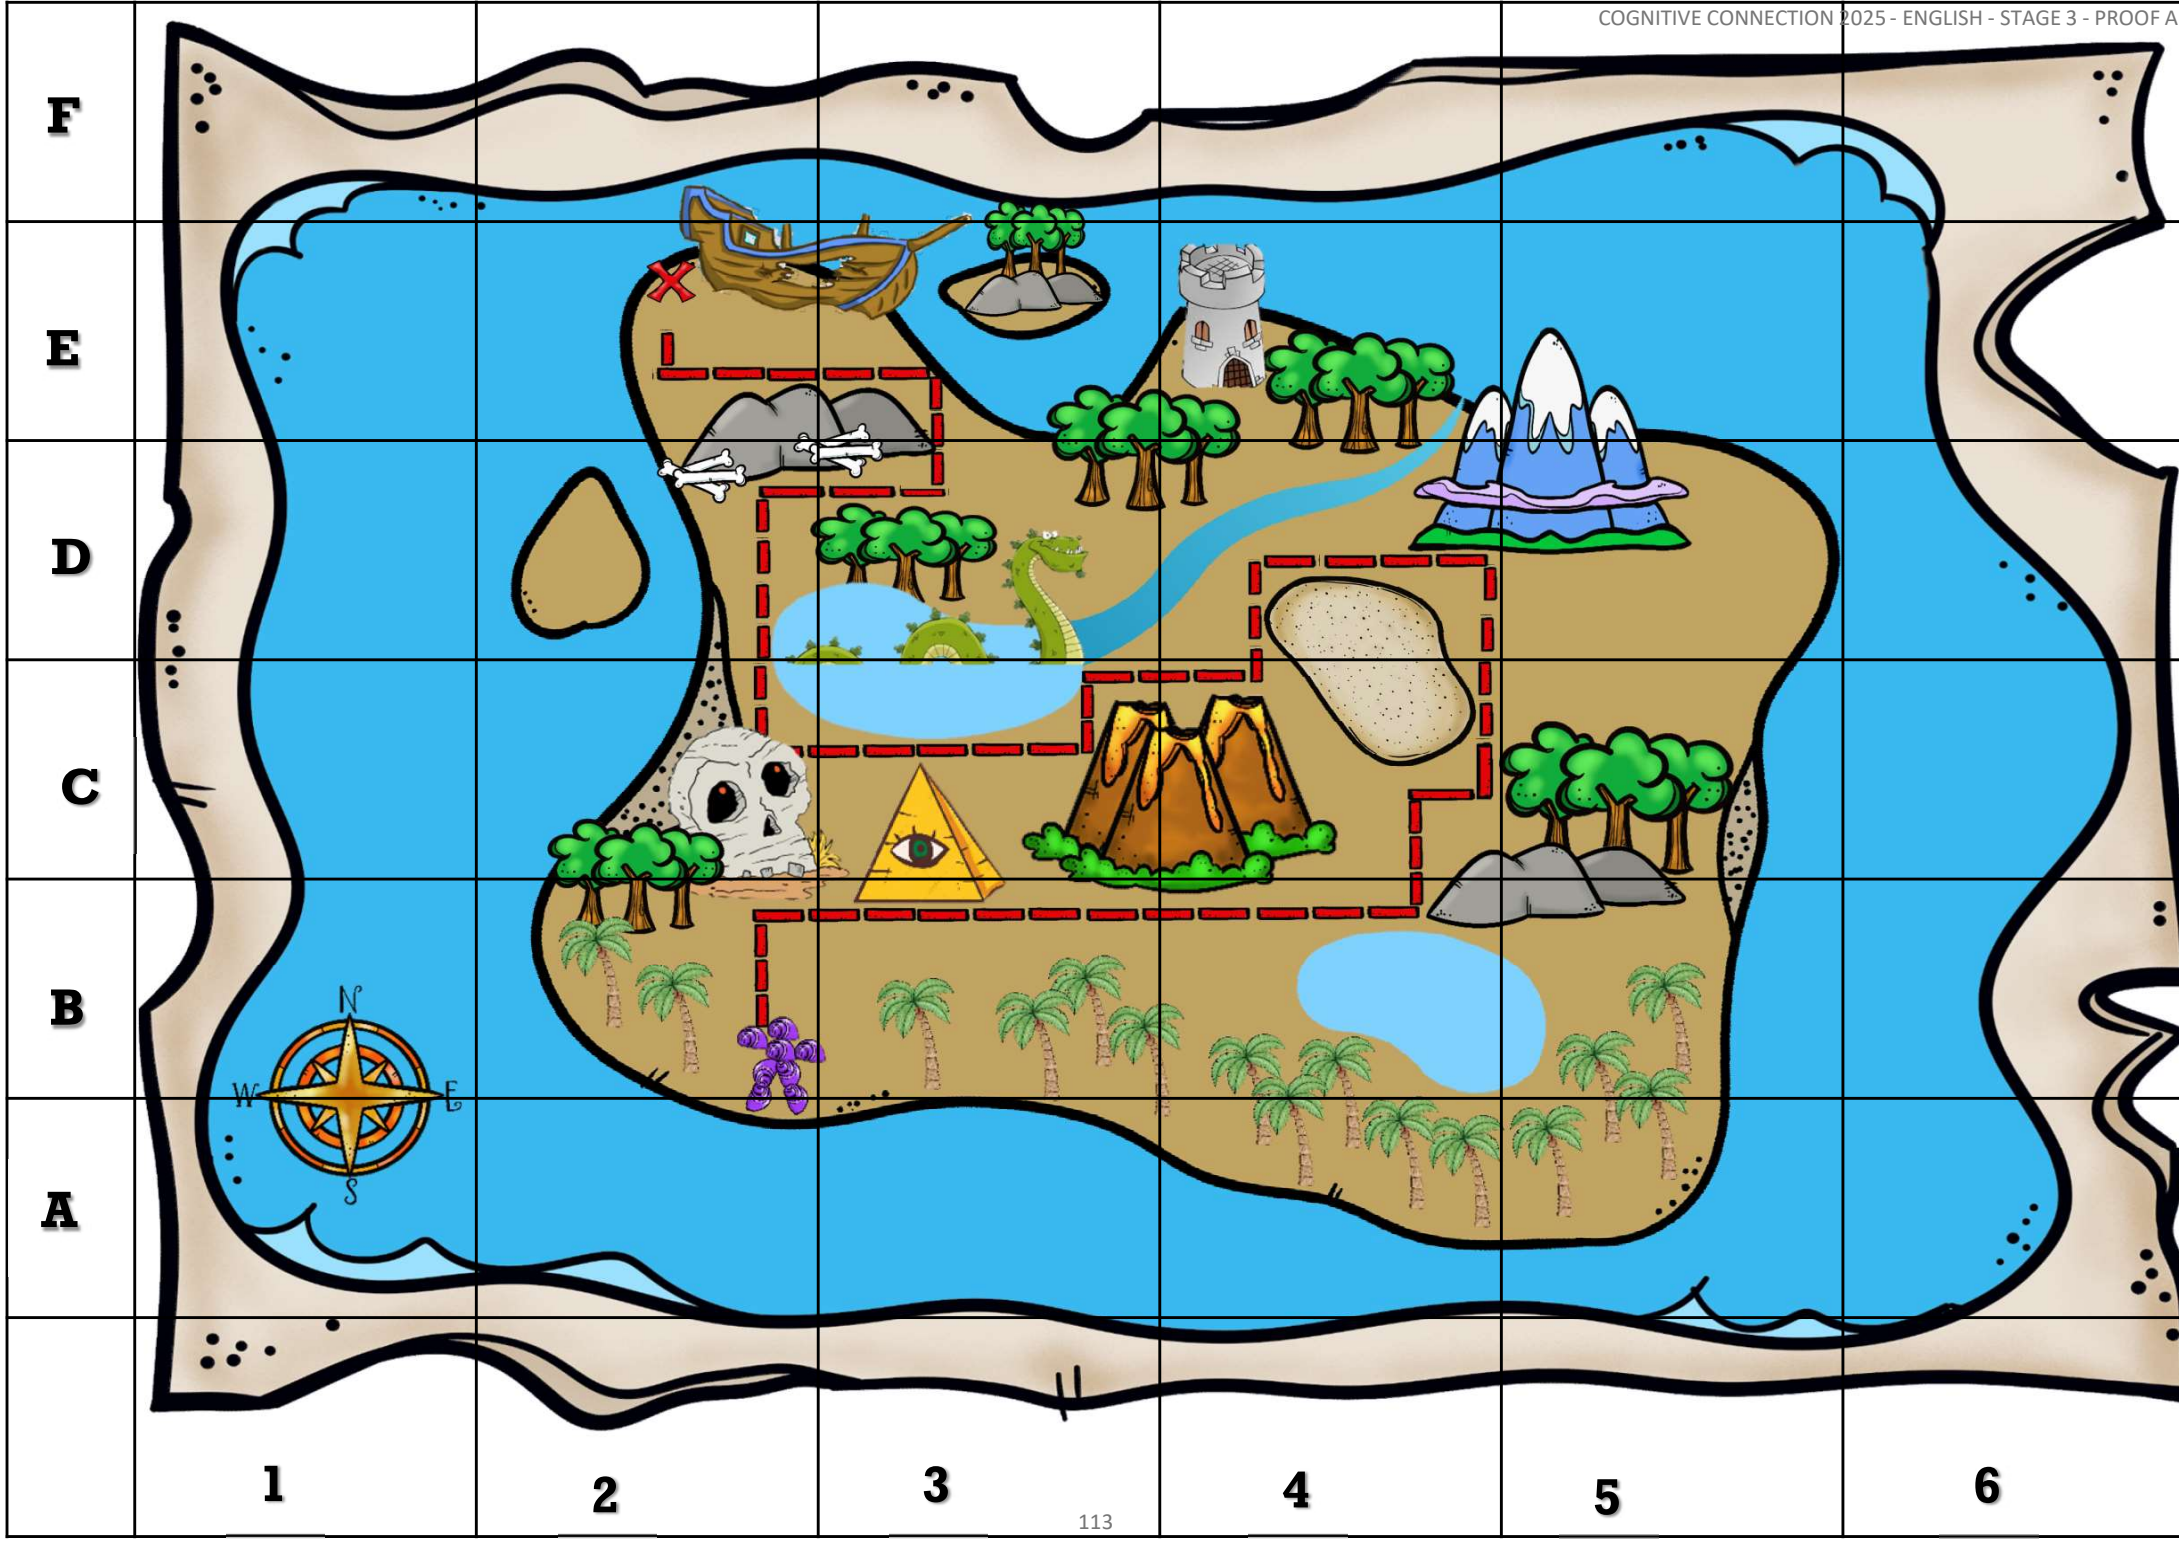 COGNITIVE CONNECTION 2025 - ENGLISH - STAGE 3 - PROOF A
F
E
D
C
B
N
W E
S
A
1 2 3 4 5 6
113